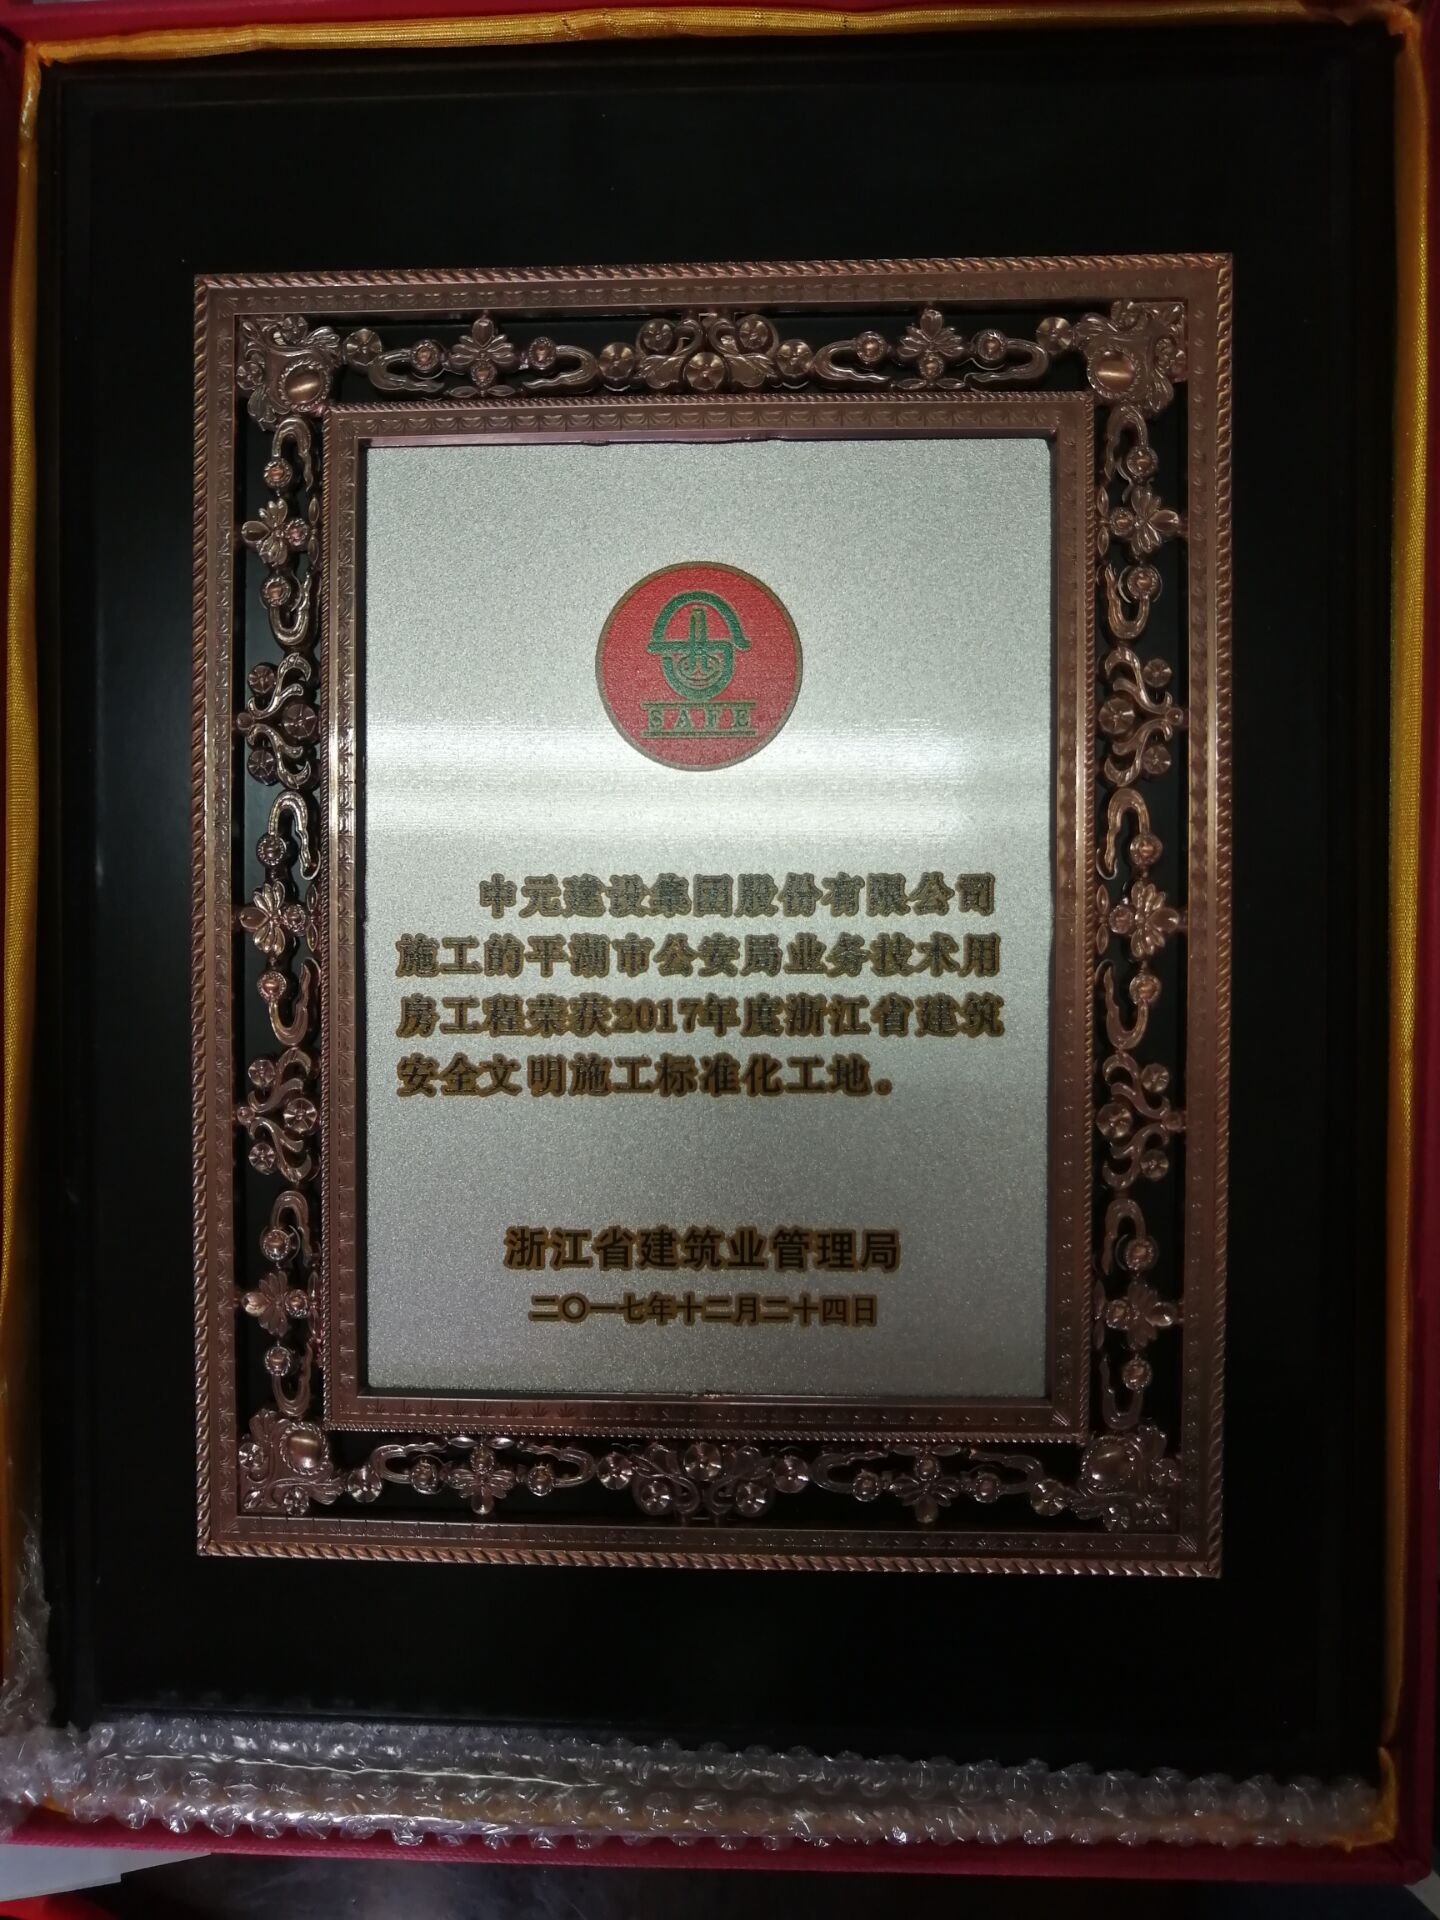 SAFE
中元建设集团股份有限公司
施工的平湖市公安局业务技术用
房工程荣获2017年度浙江省建筑
安全文明施工标准化工地。
浙江省建筑业管理局
二〇一七年十二月二十四日